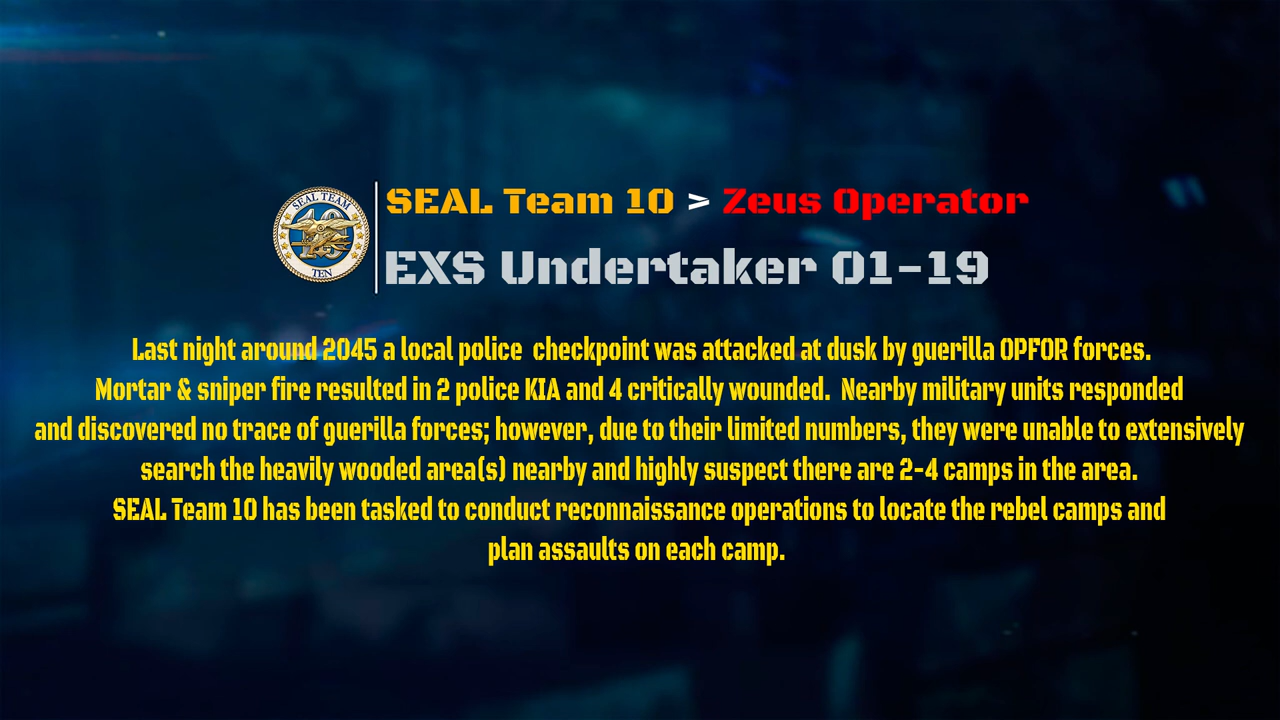 SEAL TEAM
10
TEN
SEAL Team 10 > Zeus Operator
EXS Undertaker 01-19
Last night around 2045 a local police  checkpoint was attacked at dusk by guerilla OPFOR forces.
Mortar & sniper fire resulted in 2 police KIA and 4 critically wounded.  Nearby military units responded
and discovered no trace of guerilla forces; however, due to their limited numbers, they were unable to extensively
search the heavily wooded area(s) nearby and highly suspect there are 2-4 camps in the area.
SEAL Team 10 has been tasked to conduct reconnaissance operations to locate the rebel camps and
plan assaults on each camp.